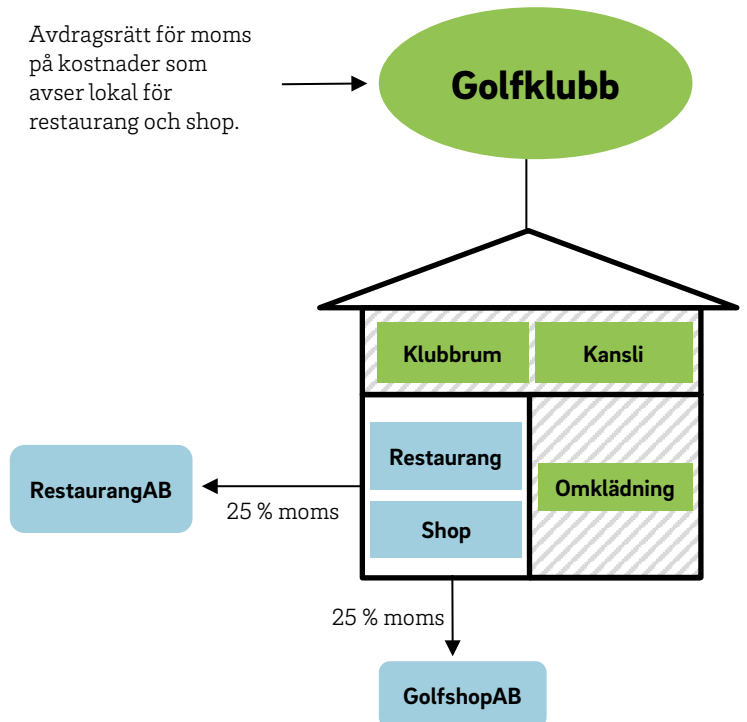 Avdragsrätt för moms
på kostnader som
avser lokal för
restaurang och shop.
Golfklubb
Klubbrum
Kansli
Restaurang
Omklädning
Shop
RestaurangAB
25 % moms
25 % moms
GolfshopAB